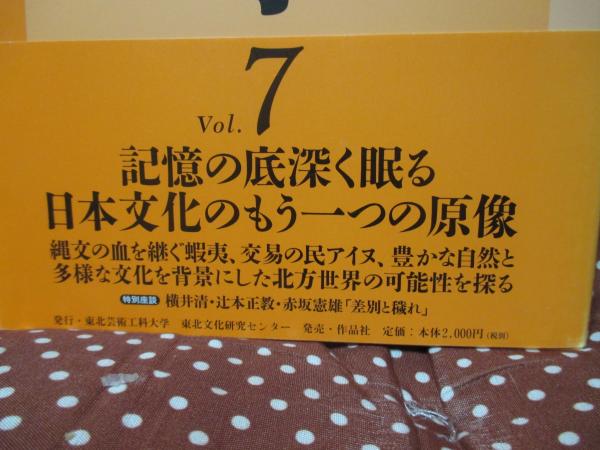 Vol. 7
記憶の底深く眠る
日本文化のもう一つの原像
縄文の血を継ぐ蝦夷、交易の民アイヌ、豊かな自然と
多様な文化を背景にした北方世界の可能性を探る
特別座談 横井清・辻本正教・赤坂憲雄「差別と穢れ」
発行・東北芸術工科大学 東北文化研究センター 発売・作品社 定価：本体2,000円(税別)